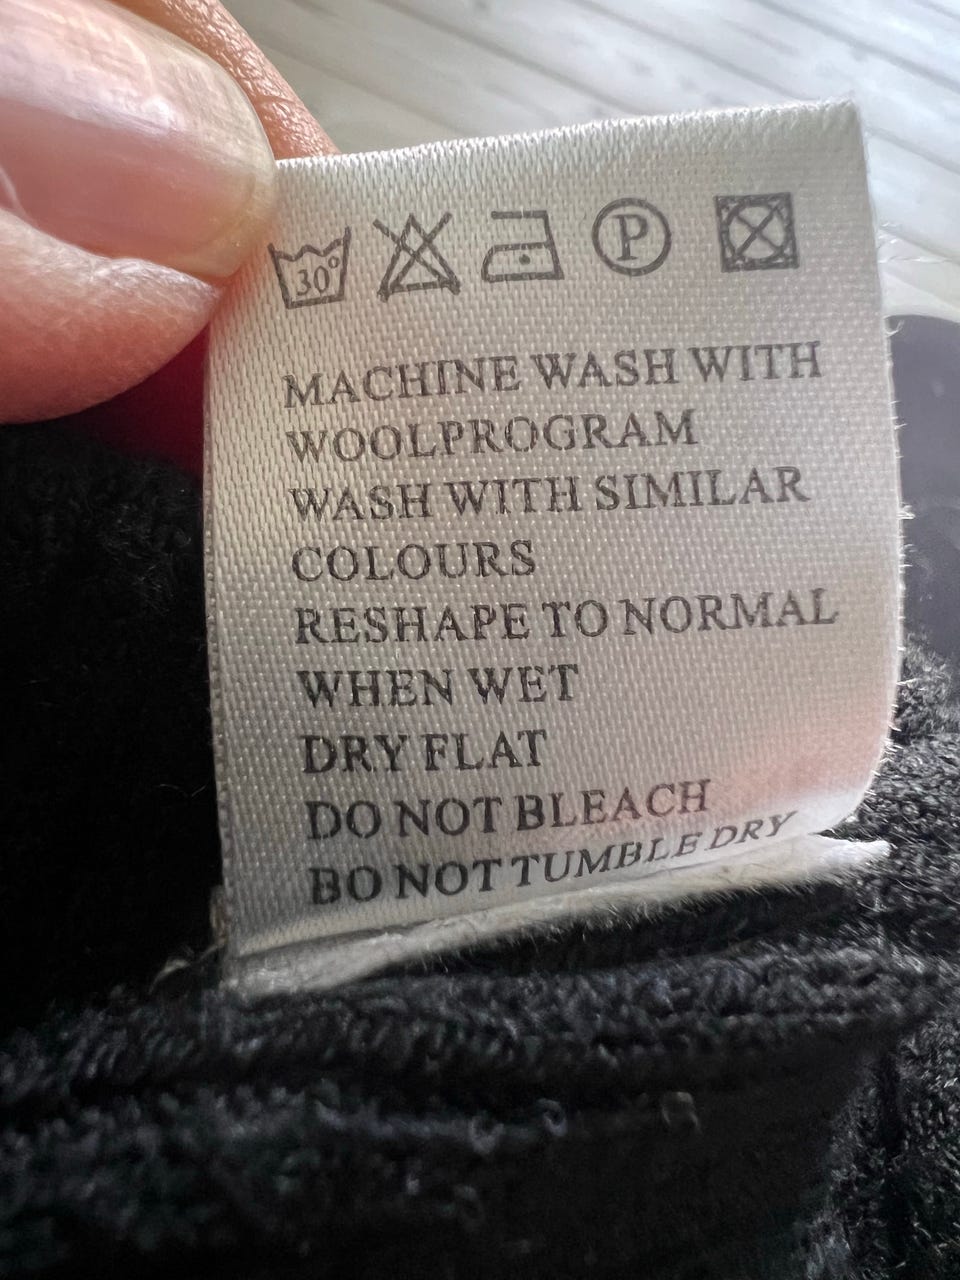 30° P
MACHINE WASH WITH
WOOLPROGRAM
WASH WITH SIMILAR
COLOURS
RESHAPE TO NORMAL
WHEN WET
DRY FLAT
DO NOT BLEACH
BO NOT TUMBLE DRY